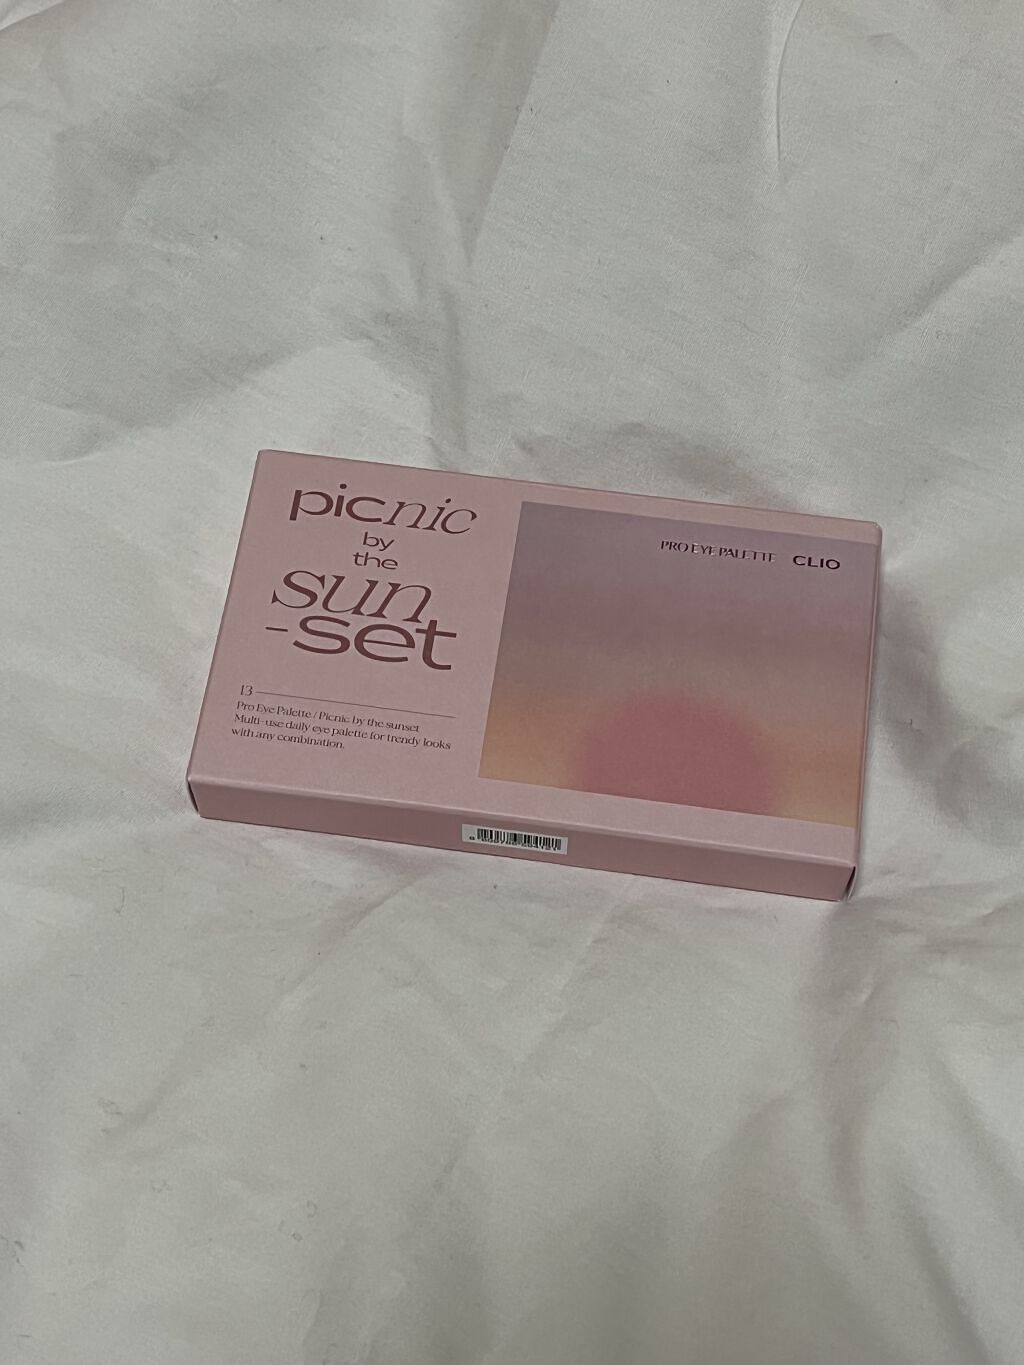 picnic
by
the
sun
-set
13
Pro Eye Palette / Picnic by the sunset
Multi-use daily eye palette for trendy looks
with any combination.
PRO EYE PALETTE CLIO